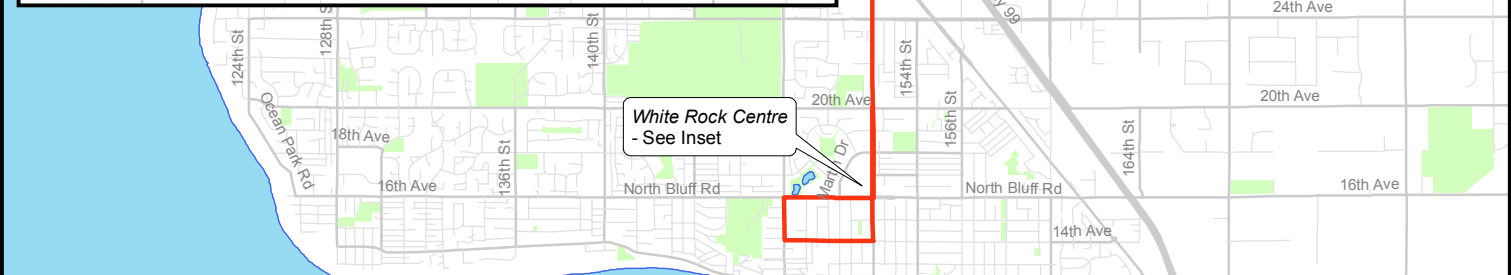 24th Ave
y 99
128th S
140th St
124th St
154th St
20th Ave
20th Ave
Ocean Park Rd
White Rock Centre
- See Inset
156th St
18th Ave
164th St
136th St
Martin Dr
16th Ave
North Bluff Rd
North Bluff Rd
16th Ave
14th Ave